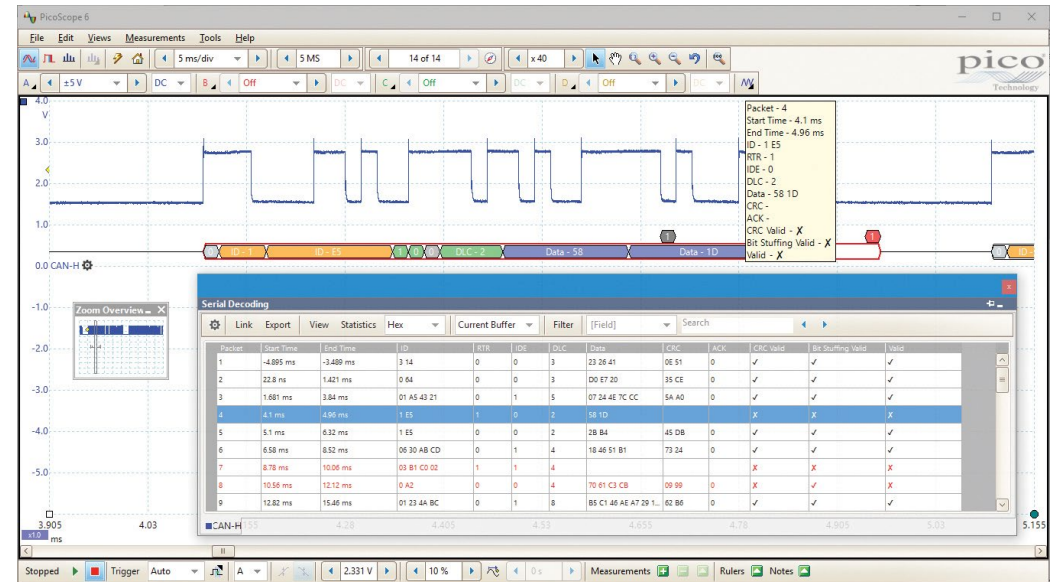 PicoScope 6
File Edit Views Measurements Tools Help
5 ms/div 5 MS 14 of 14 x 40
pico
Technology
A ±5 V DC B Off DC C Off DC D Off DC
Packet - 4
Start Time - 4.1 ms
End Time - 4.96 ms
ID - 1 E5
RTR - 1
IDE - 0
DLC - 2
Data - 58 1D
CRC -
ACK -
CRC Valid - ✗
Bit Stuffing Valid - ✗
Valid - ✗
4.0
V
3.0
2.0
1.0
1 1
0 ID - 1 ID - E5 1 0 0 DLC - 2 Data - 58 Data - 1D 0
0.0 CAN-H
-1.0
Zoom Overview
-2.0
-3.0
-4.0
-5.0
Serial Decoding
Link Export View Statistics Hex Current Buffer Filter [Field] Search
Packet Start Time End Time ID RTR IDE DLC Data CRC ACK CRC Valid Bit Stuffing Valid Valid
1 -4.895 ms -3.489 ms 3 14 0 0 3 23 26 41 0E 51 0 ✓ ✓ ✓
2 22.8 ns 1.421 ms 0 64 0 0 3 D0 E7 20 35 CE 0 ✓ ✓ ✓
3 1.681 ms 3.84 ms 01 A5 43 21 0 1 5 07 24 4E 7C CC 5A A0 0 ✓ ✓ ✓
4 4.1 ms 4.96 ms 1 E5 1 0 2 58 1D ✗ ✗ ✗
5 5.1 ms 6.32 ms 1 E5 0 0 2 2B B4 45 DB 0 ✓ ✓ ✓
6 6.58 ms 8.52 ms 06 30 AB CD 0 1 4 18 46 51 B1 73 24 0 ✓ ✓ ✓
7 8.78 ms 10.06 ms 03 B1 C0 02 1 1 4 ✗ ✗ ✗
8 10.56 ms 12.12 ms 0 A2 0 0 4 70 61 C3 CB 09 99 0 ✗ ✓ ✗
9 12.82 ms 15.46 ms 01 23 4A BC 0 1 8 B5 C1 46 AE A7 29 1... 62 B6 0 ✓ ✓ ✓
CAN-H
3.905 4.03 155 4.28 4.405 4.53 4.655 4.78 4.905 5.03 5.155
x1.0 ms
Stopped Trigger Auto A 2.331 V 10 % 0 s Measurements Rulers Notes